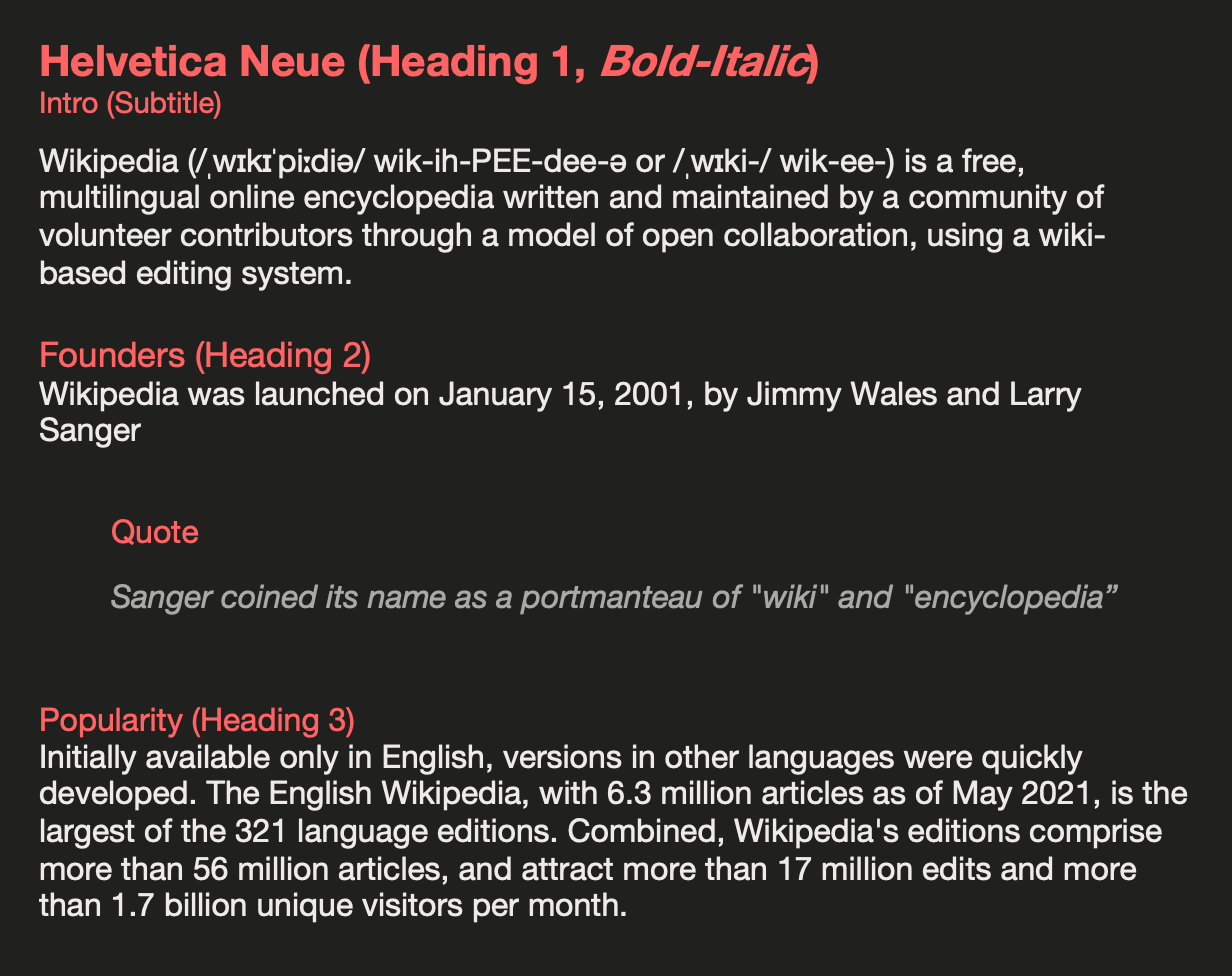 Helvetica Neue (Heading 1, Bold-Italic)
Intro (Subtitle)
Wikipedia (/ˌwɪkɪˈpiːdiə/ wik-ih-PEE-dee-ə or /ˌwɪki-/ wik-ee-) is a free,
multilingual online encyclopedia written and maintained by a community of
volunteer contributors through a model of open collaboration, using a wiki-
based editing system.
Founders (Heading 2)
Wikipedia was launched on January 15, 2001, by Jimmy Wales and Larry
Sanger
Quote
Sanger coined its name as a portmanteau of "wiki" and "encyclopedia”
Popularity (Heading 3)
Initially available only in English, versions in other languages were quickly
developed. The English Wikipedia, with 6.3 million articles as of May 2021, is the
largest of the 321 language editions. Combined, Wikipedia's editions comprise
more than 56 million articles, and attract more than 17 million edits and more
than 1.7 billion unique visitors per month.